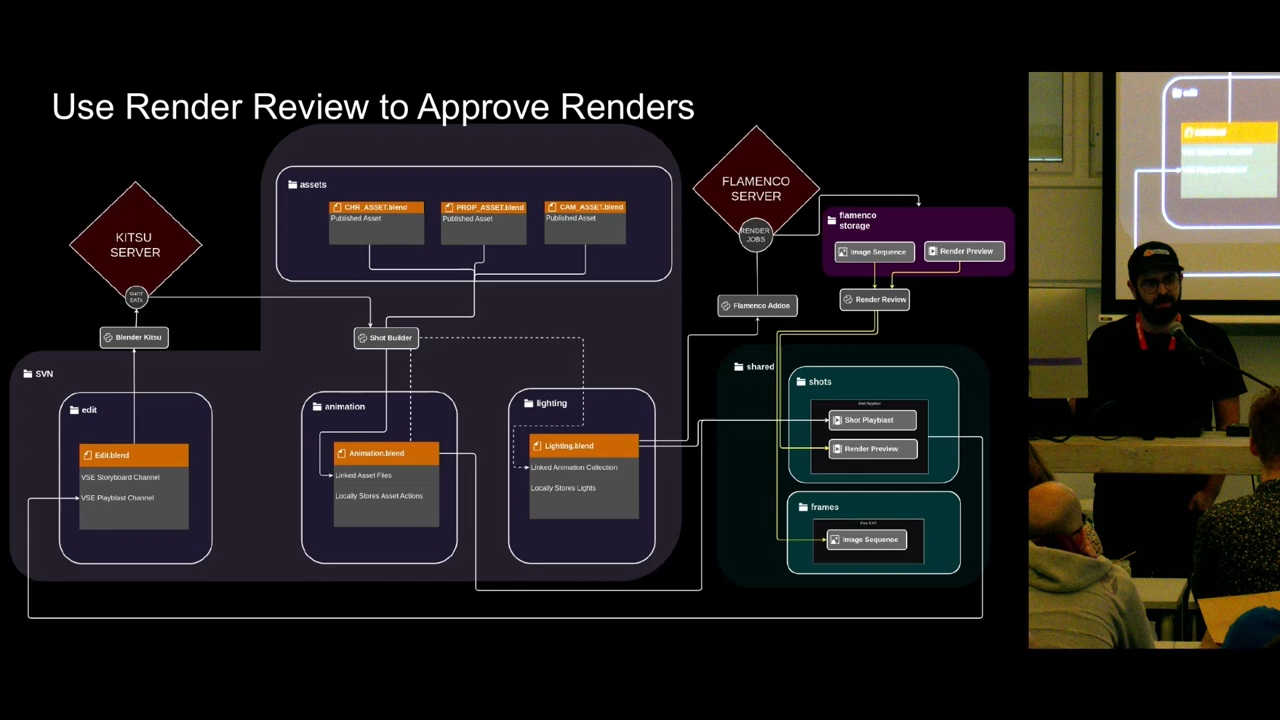 Use Render Review to Approve Renders
assets
CHR_ASSET.blend
Published Asset
PROP_ASSET.blend
Published Asset
CAM_ASSET.blend
Published Asset
KITSU
SERVER
SHOT
DATA
Blender Kitsu
Shot Builder
FLAMENCO
SERVER
RENDER
JOBS
Flamenco Addon
flamenco
storage
Image Sequence
Render Preview
Render Review
SVN
edit
Edit.blend
VSE Storyboard Channel
VSE Playblast Channel
animation
Animation.blend
Linked Asset Files
Locally Stores Asset Actions
lighting
Lighting.blend
Linked Animation Collection
Locally Stores Lights
shared
shots
Shot Playblast
Render Preview
frames
Image Sequence
edit